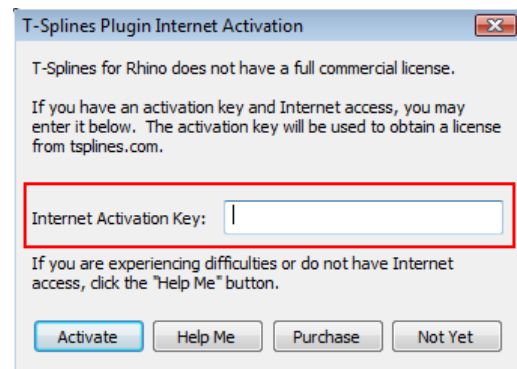 T-Splines Plugin Internet Activation
T-Splines for Rhino does not have a full commercial license.
If you have an activation key and Internet access, you may
enter it below.  The activation key will be used to obtain a license
from tsplines.com.
Internet Activation Key:
If you are experiencing difficulties or do not have Internet
access, click the "Help Me" button.
Activate Help Me Purchase Not Yet